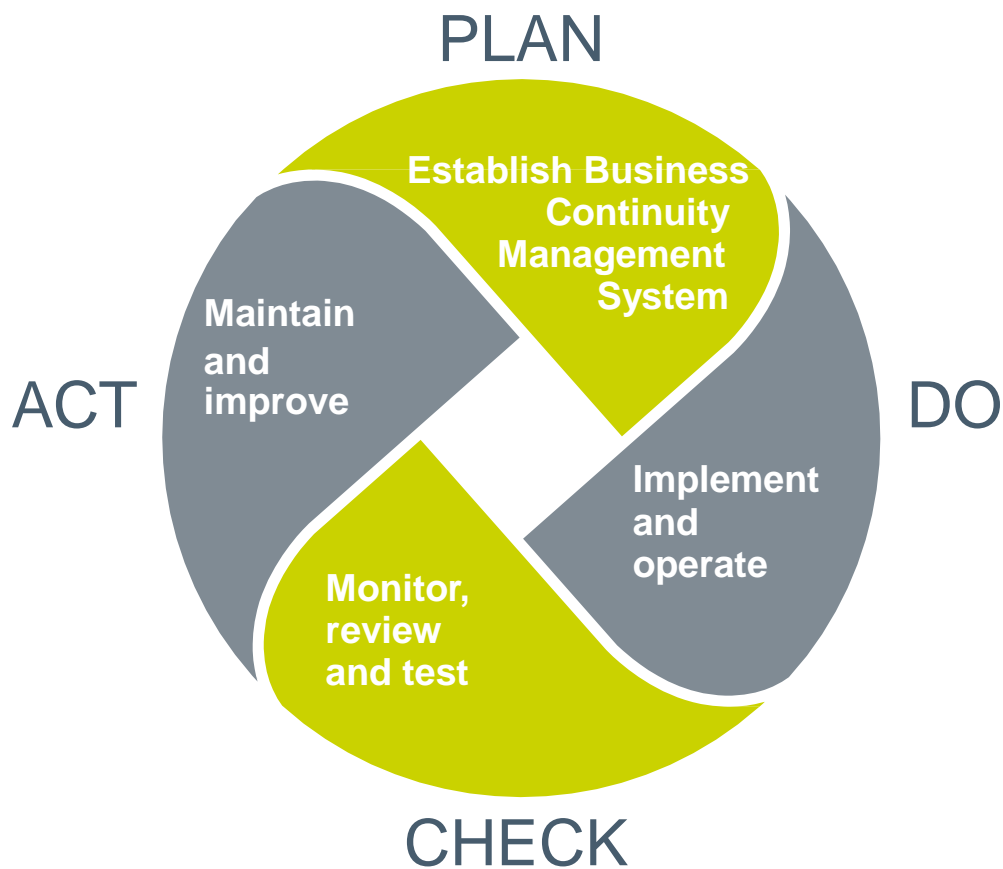 PLAN
Establish Business
Continuity
Management
System
Maintain
and
improve
ACT
DO
Implement
and
operate
Monitor,
review
and test
CHECK